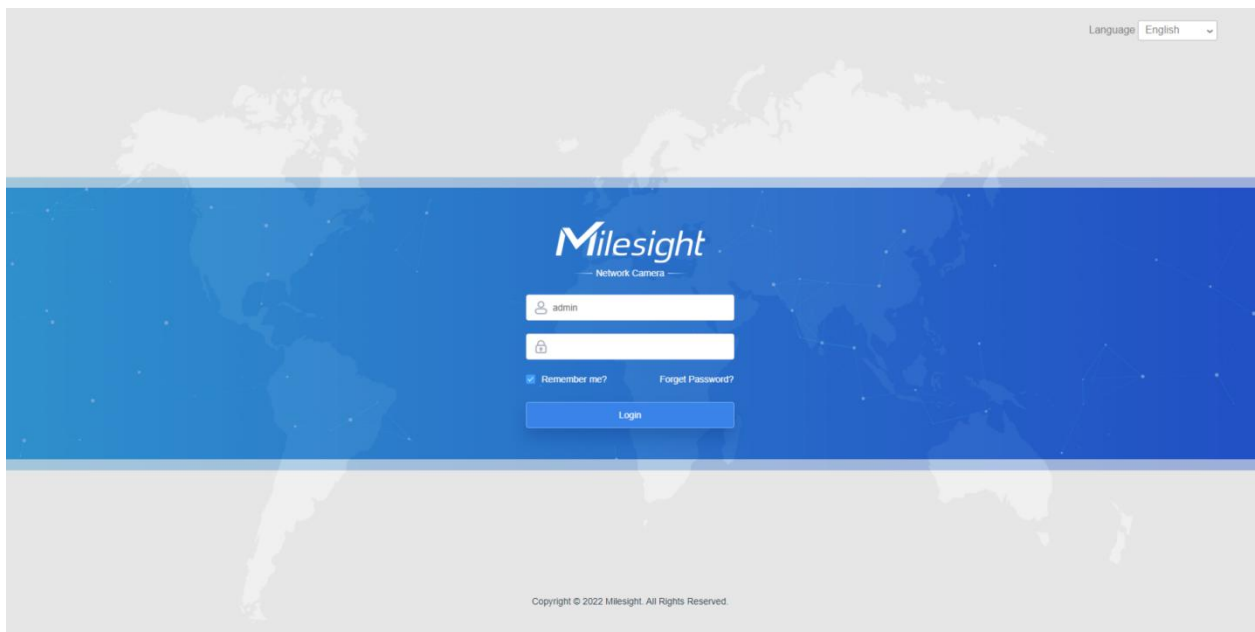 Language English
Milesight
Network Camera
admin
Remember me? Forget Password?
Login
Copyright © 2022 Milesight. All Rights Reserved.